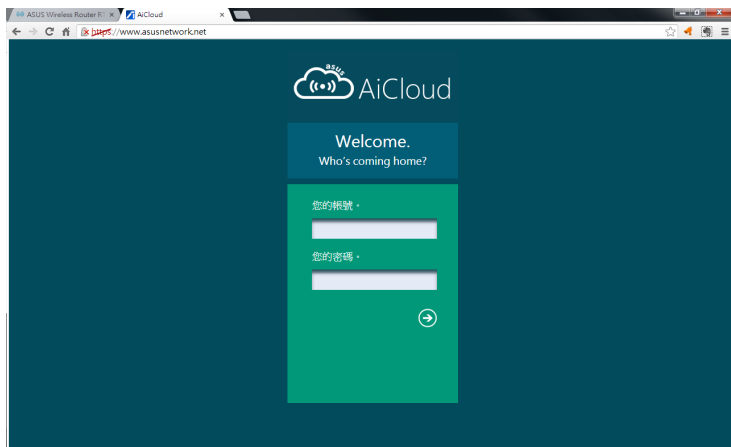 ASUS Wireless Router RT
AiCloud
https://www.asusnetwork.net
asus
AiCloud
Welcome.
Who's coming home?
您的帳號。
您的密碼。